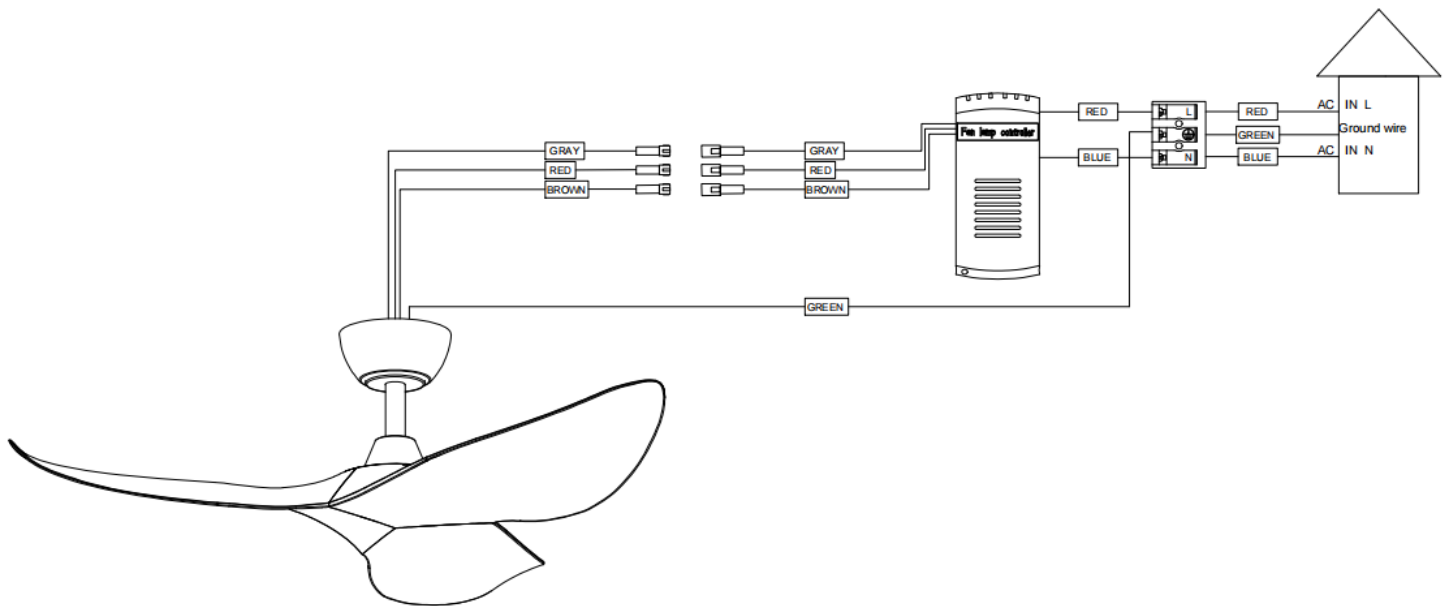 AC IN L
RED
L
RED
Fan lamp controller
Ground wire
GREEN
GRAY
GRAY
AC IN N
BLUE
N
BLUE
RED
RED
BROWN
BROWN
GREEN